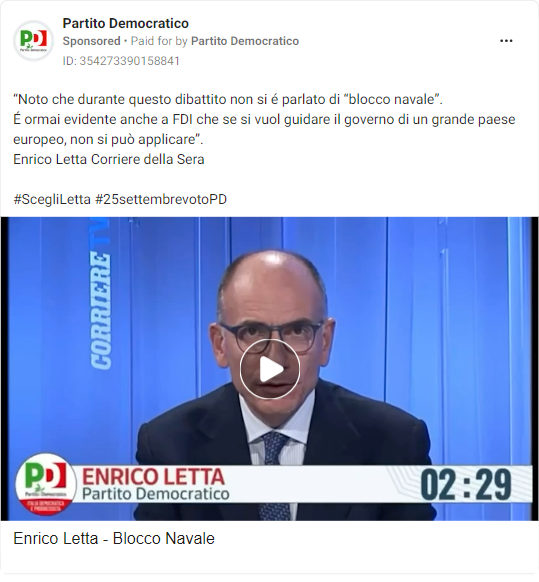 Partito Democratico
Sponsored • Paid for by Partito Democratico
ID: 354273390158841
“Noto che durante questo dibattito non si é parlato di “blocco navale”.
É ormai evidente anche a FDI che se si vuol guidare il governo di un grande paese
europeo, non si può applicare”.
Enrico Letta Corriere della Sera
#ScegliLetta #25settembrevotoPD
CORRIERE TV
PD
Partito Democratico
ITALIA DEMOCRATICA
E PROGRESSISTA
ENRICO LETTA
Partito Democratico
02:29
Enrico Letta - Blocco Navale